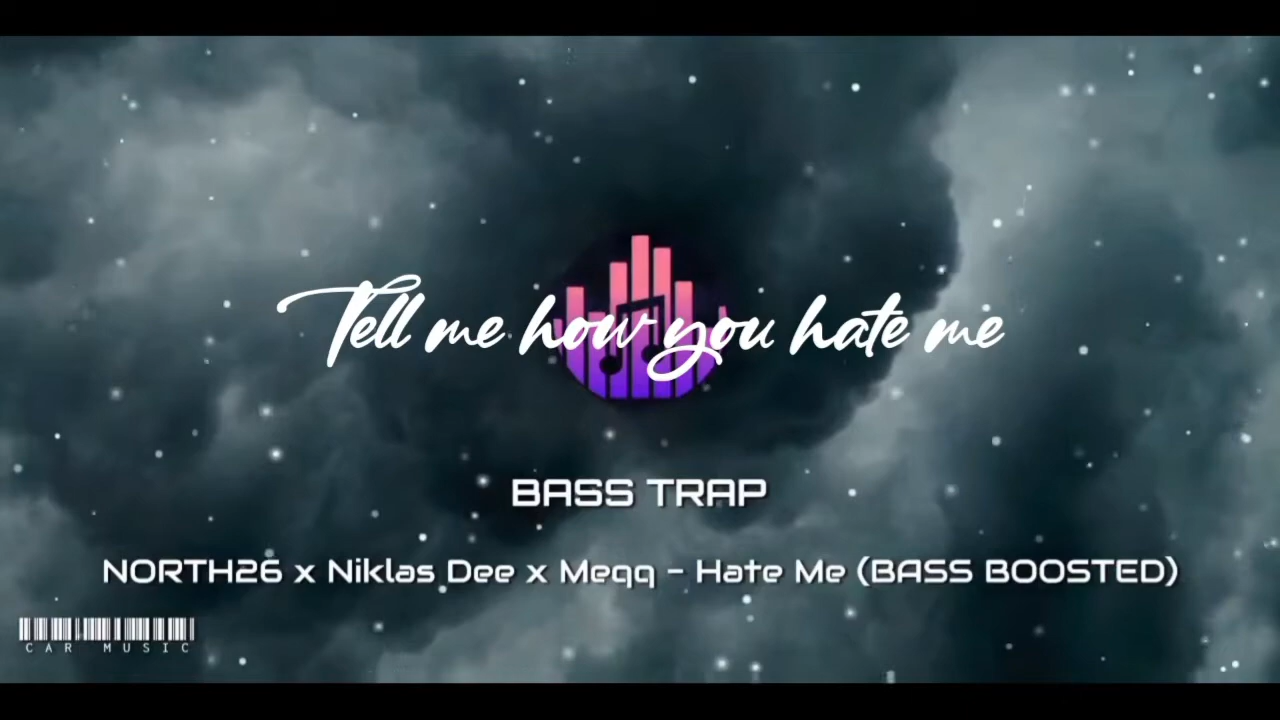 Tell me how you hate me
BASS TRAP
NORTH26 x Niklas Dee x Meqq - Hate Me (BASS BOOSTED)
CAR MUSIC